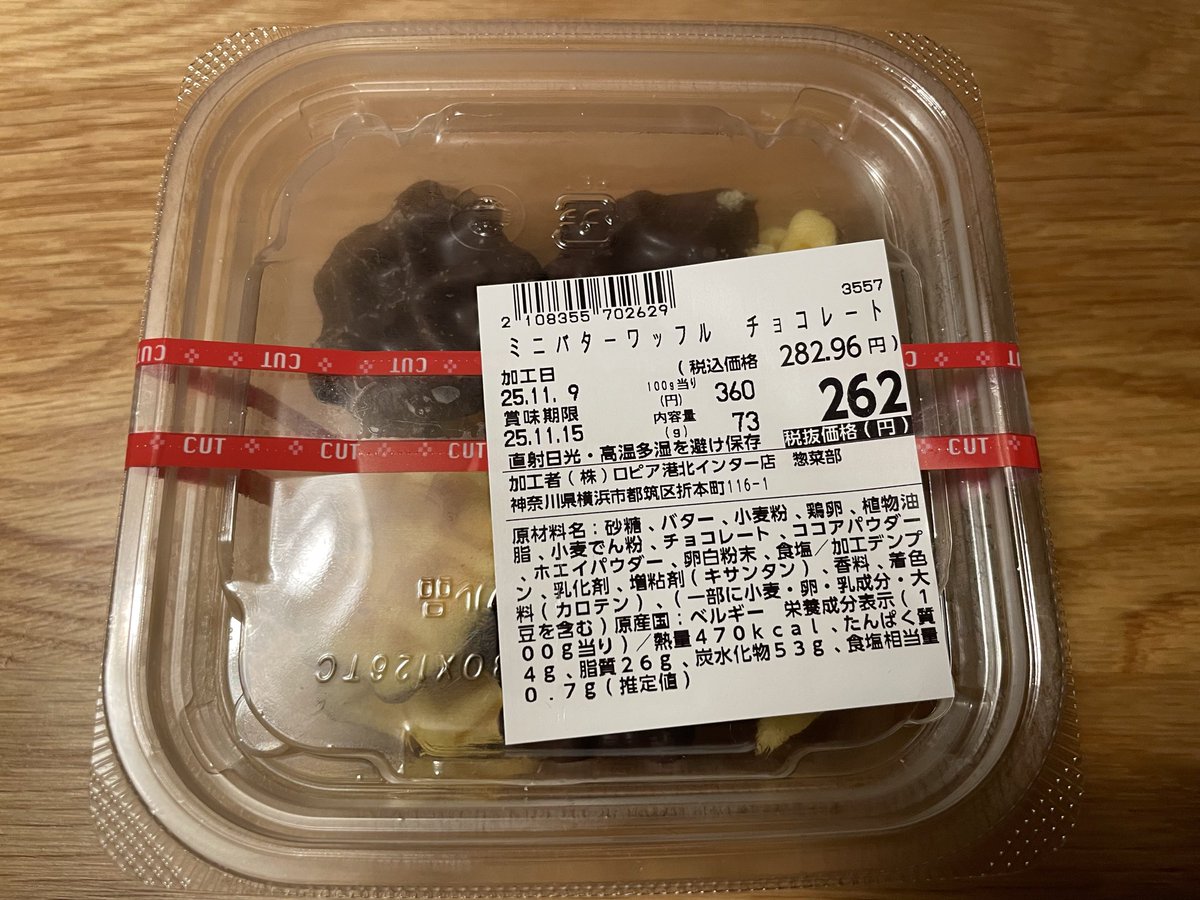 3557
2 108355 702629
ミニバターワッフル チョコレート
加工日 (税込価格 282.96円)
25.11. 9 100g当り(円) 360 262
賞味期限 内容量(g) 73 税抜価格(円)
25.11.15
直射日光・高温多湿を避け保存
加工者(株)ロピア港北インター店 惣菜部
神奈川県横浜市都筑区折本町116-1
原材料名:砂糖、バター、小麦粉、鶏卵、植物油
脂、小麦でん粉、チョコレート、ココアパウダー
、ホエイパウダー、卵白粉末、食塩/加工デンプ
ン、乳化剤、増粘剤(キサンタン)、香料、着色
料(カロテン)、(一部に小麦・卵・乳成分・大
豆を含む)原産国:ベルギー 栄養成分表示(1
00g当り)/熱量470kcal、たんぱく質
4g、脂質26g、炭水化物53g、食塩相当量
0.7g(推定値)
CUT CUT CUT
CUT CUT CUT CUT CUT
BOX126TC